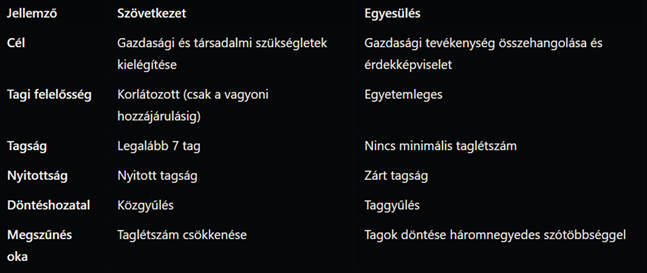 Jellemző Szövetkezet Egyesülés
Cél Gazdasági és társadalmi szükségletek Gazdasági tevékenység összehangolása és
kielégítése érdekképviselet
Tagi felelősség Korlátozott (csak a vagyoni Egyetemleges
hozzájárulásig)
Tagság Legalább 7 tag Nincs minimális taglétszám
Nyitottság Nyitott tagság Zárt tagság
Döntéshozatal Közgyűlés Taggyűlés
Megszűnés Taglétszám csökkenése Tagok döntése háromnegyedes szótöbbséggel
oka